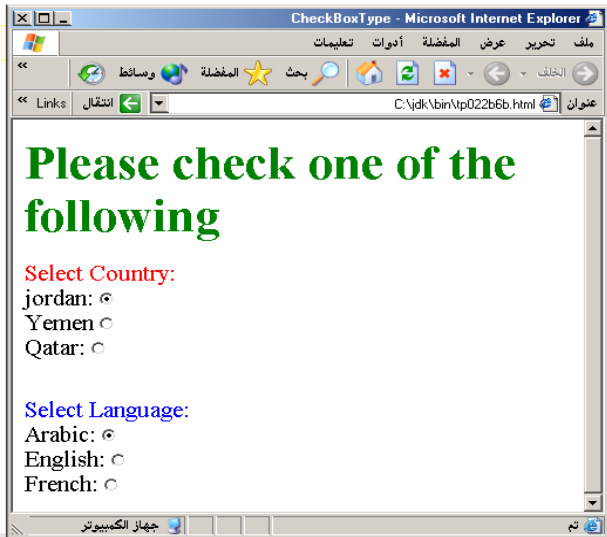 CheckBoxType - Microsoft Internet Explorer
ملف تحرير عرض المفضلة أدوات تعليمات
الخلف بحث المفضلة وسائط »
عنوان C:\jdk\bin\tp022b6b.html انتقال Links »
Please check one of the
following
Select Country:
jordan:
Yemen
Qatar:
Select Language:
Arabic:
English:
French:
تم جهاز الكمبيوتر